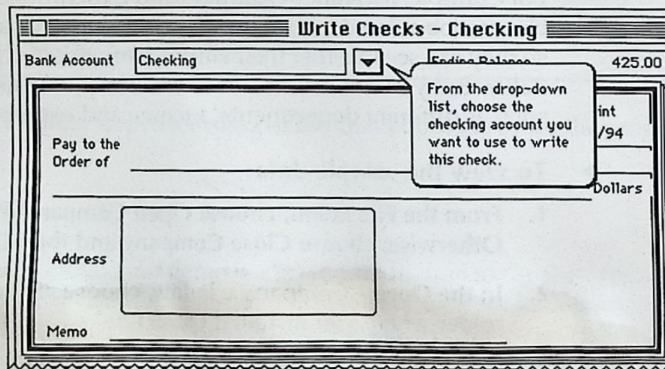 Write Checks - Checking
Bank Account Checking Ending Balance 425.00
From the drop-down
list, choose the
checking account you
want to use to write
this check.
int
/94
Pay to the
Order of
Dollars
Address
Memo